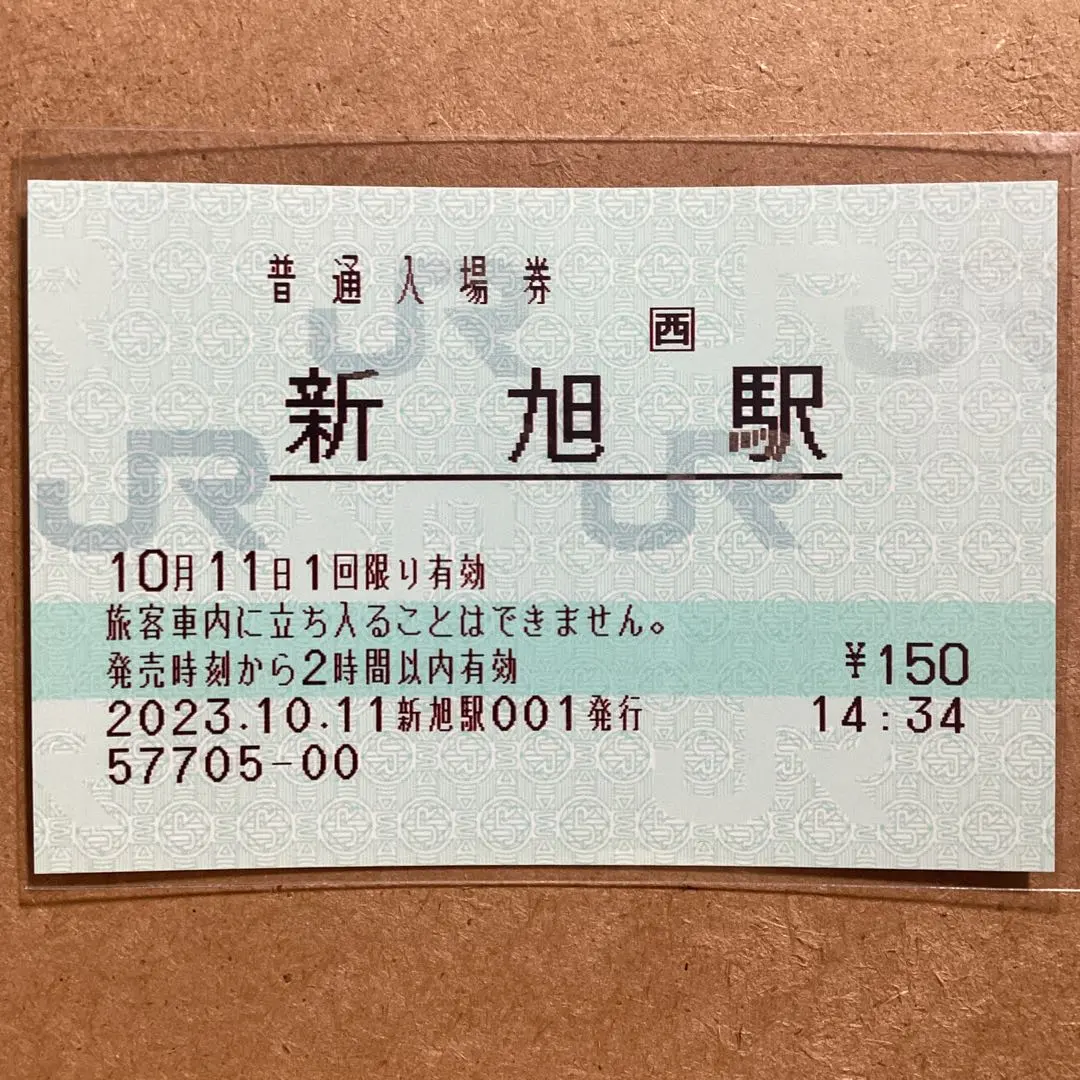 普通入場券
西
新旭駅
10月11日1回限り有効
旅客車内に立ち入ることはできません。
発売時刻から2時間以内有効 ¥150
2023.10.11新旭駅001発行 14:34
57705-00